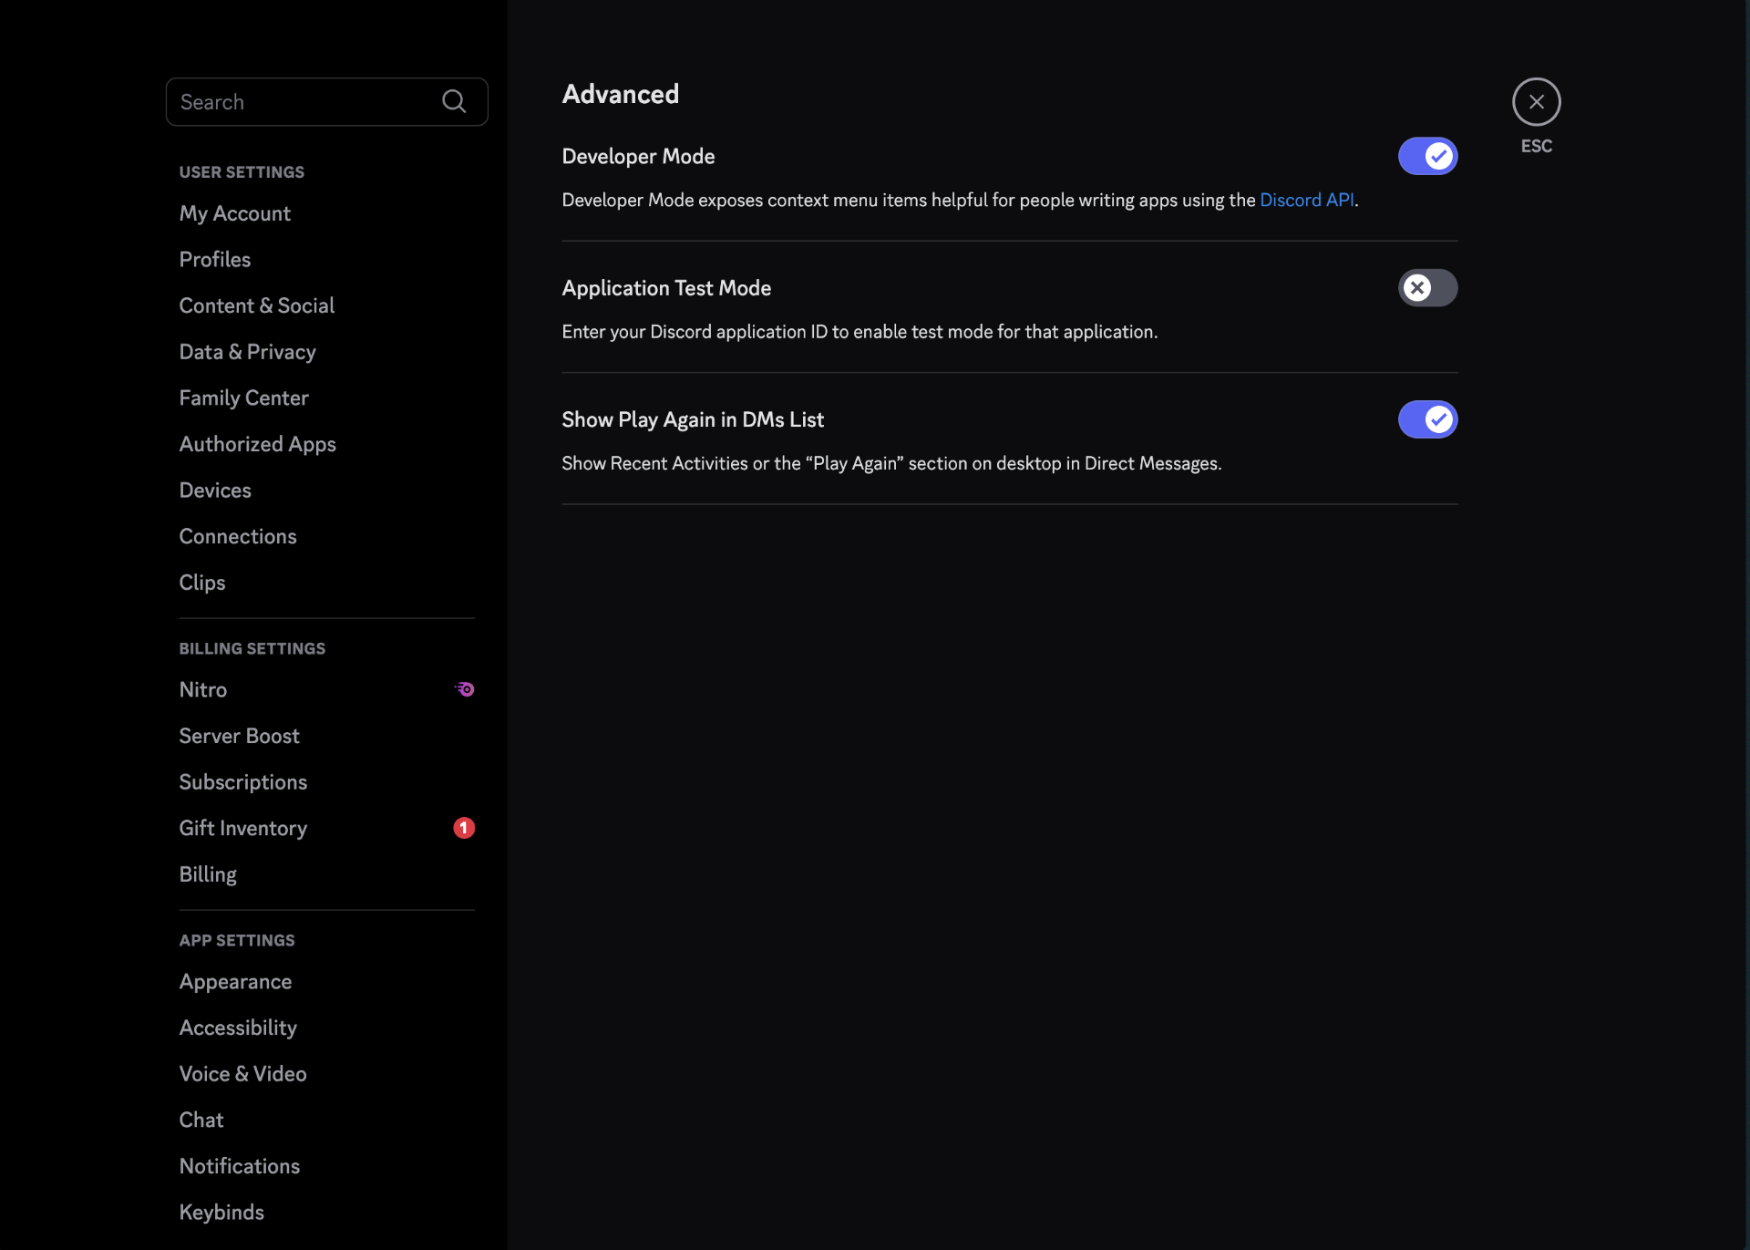 Search
USER SETTINGS
My Account
Profiles
Content & Social
Data & Privacy
Family Center
Authorized Apps
Devices
Connections
Clips
BILLING SETTINGS
Nitro
Server Boost
Subscriptions
Gift Inventory 1
Billing
APP SETTINGS
Appearance
Accessibility
Voice & Video
Chat
Notifications
Keybinds
Advanced
Developer Mode
Developer Mode exposes context menu items helpful for people writing apps using the Discord API.
Application Test Mode
Enter your Discord application ID to enable test mode for that application.
Show Play Again in DMs List
Show Recent Activities or the “Play Again” section on desktop in Direct Messages.
ESC